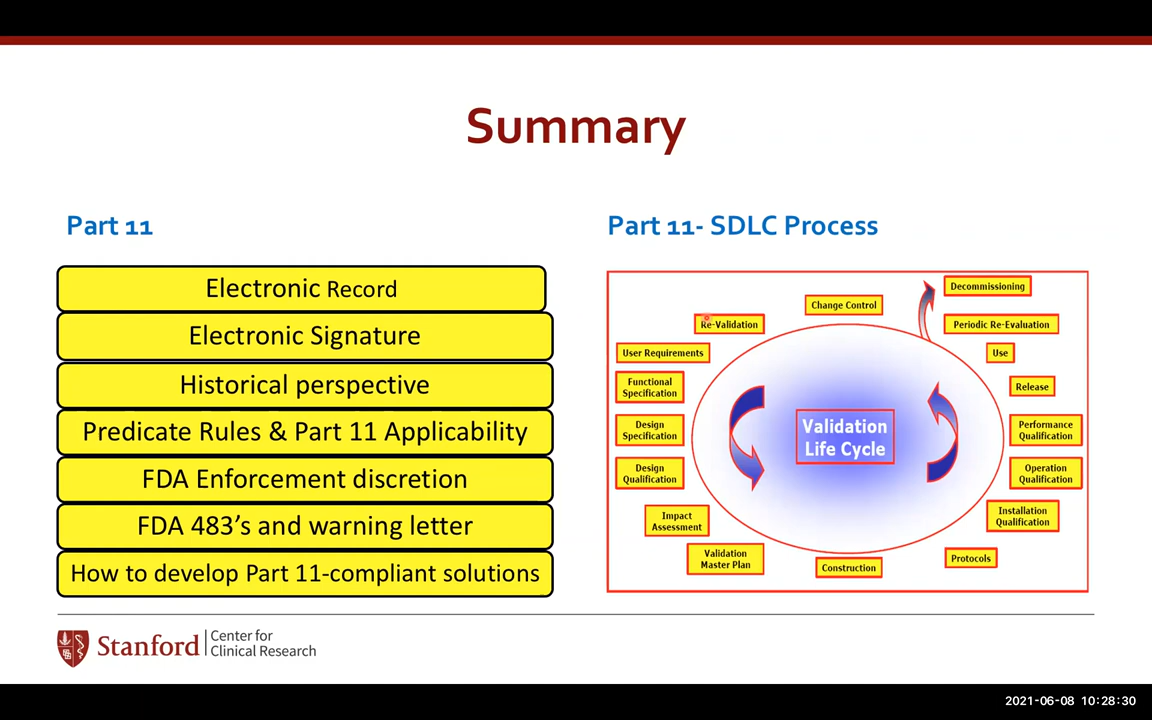 Summary
Part 11
Electronic Record
Electronic Signature
Historical perspective
Predicate Rules & Part 11 Applicability
FDA Enforcement discretion
FDA 483’s and warning letter
How to develop Part 11-compliant solutions
Part 11- SDLC Process
Decommissioning
Change Control
Re-Validation
Periodic Re-Evaluation
User Requirements
Use
Functional
Specification
Release
Design
Specification
Validation
Life Cycle
Performance
Qualification
Design
Qualification
Operation
Qualification
Impact
Assessment
Installation
Qualification
Validation
Master Plan
Construction
Protocols
Stanford
Center for
Clinical Research
2021-06-08 10:28:30